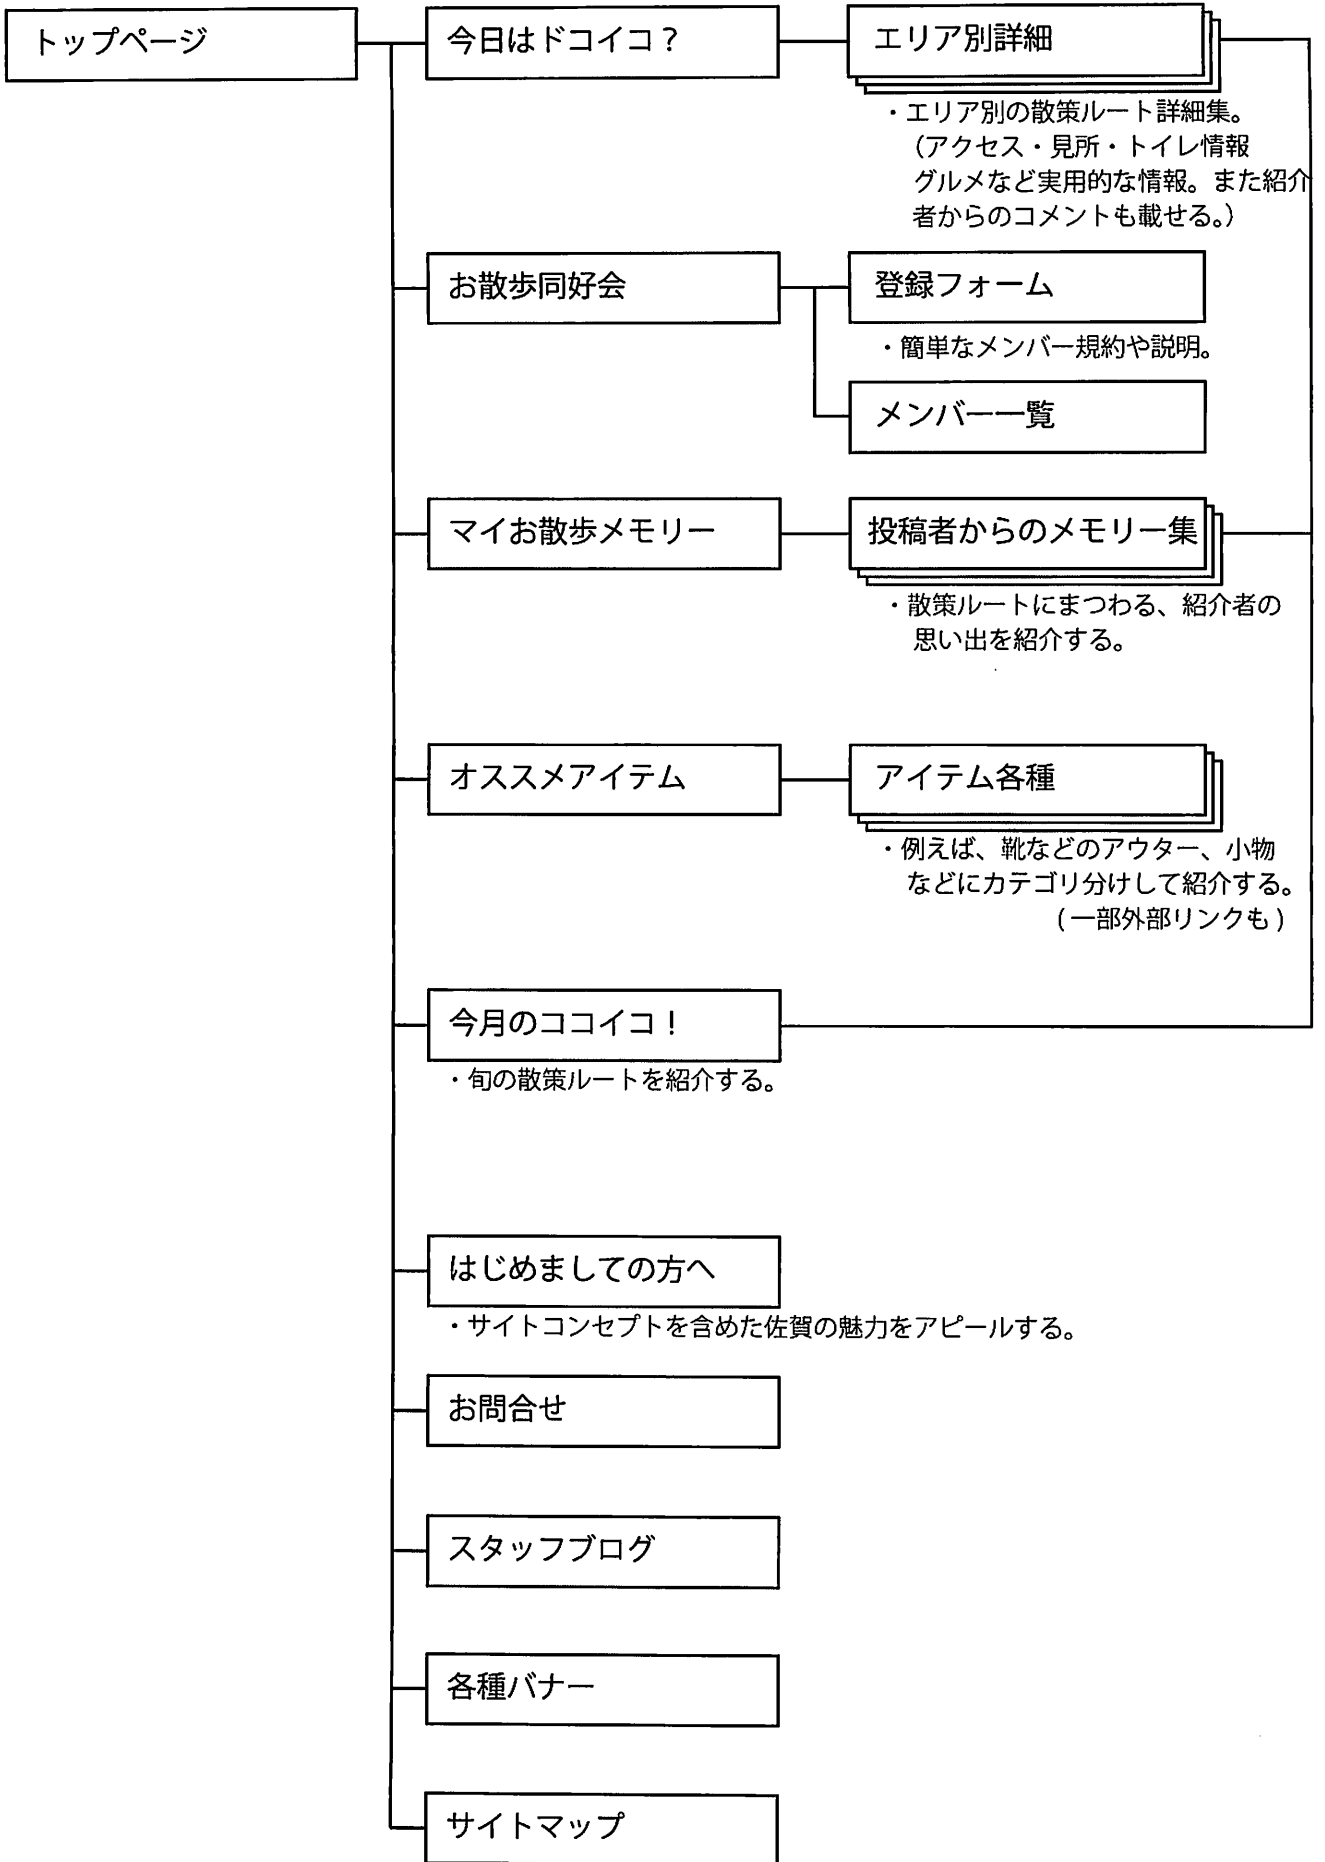 トップページ
今日はドコイコ？
エリア別詳細
・エリア別の散策ルート詳細集。
（アクセス・見所・トイレ情報
グルメなど実用的な情報。また紹介
者からのコメントも載せる。）
お散歩同好会
登録フォーム
・簡単なメンバー規約や説明。
メンバー一覧
マイお散歩メモリー
投稿者からのメモリー集
・散策ルートにまつわる、紹介者の
思い出を紹介する。
オススメアイテム
アイテム各種
・例えば、靴などのアウター、小物
などにカテゴリ分けして紹介する。
(一部外部リンクも)
今月のココイコ！
・旬の散策ルートを紹介する。
はじめましての方へ
・サイトコンセプトを含めた佐賀の魅力をアピールする。
お問合せ
スタッフブログ
各種バナー
サイトマップ